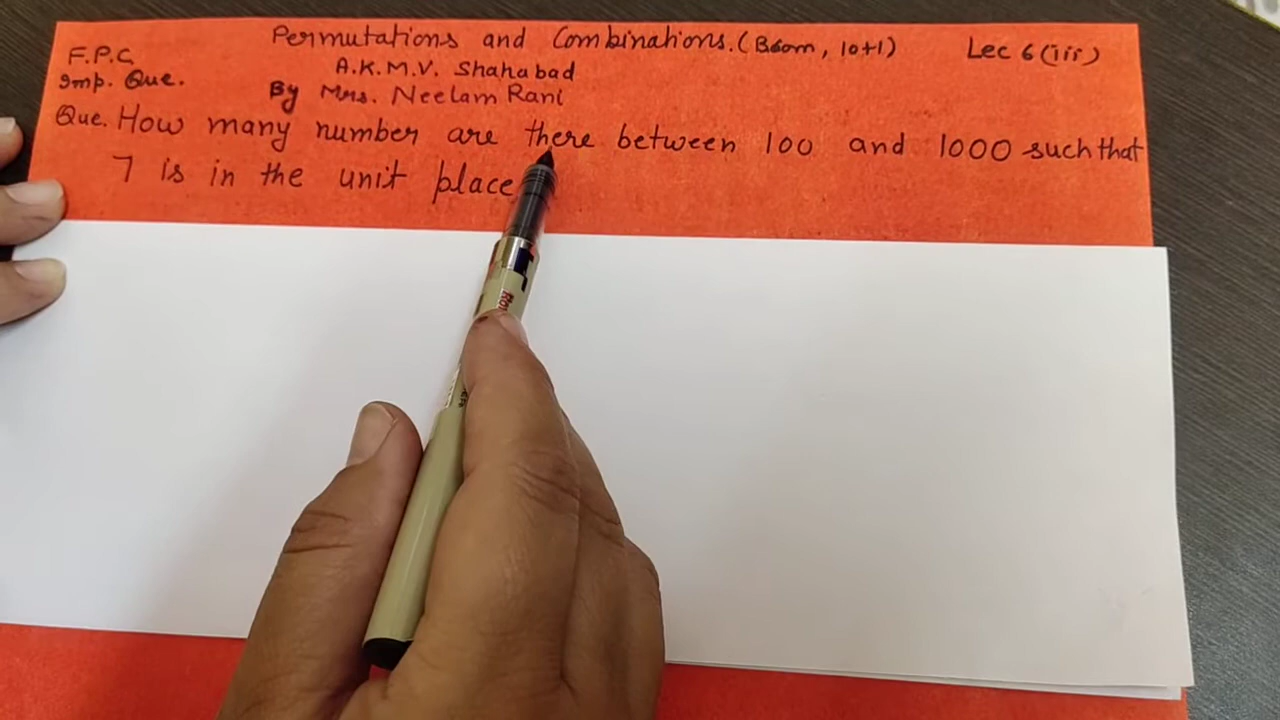 Permutations and Combinations. (Bcom, 10+1) Lec 6 (iii)
F.P.C
A.K.M.V. Shahabad
Imp. Que.
By Mrs. Neelam Rani
Que. How many number are there between 100 and 1000 such that
7 is in the unit place